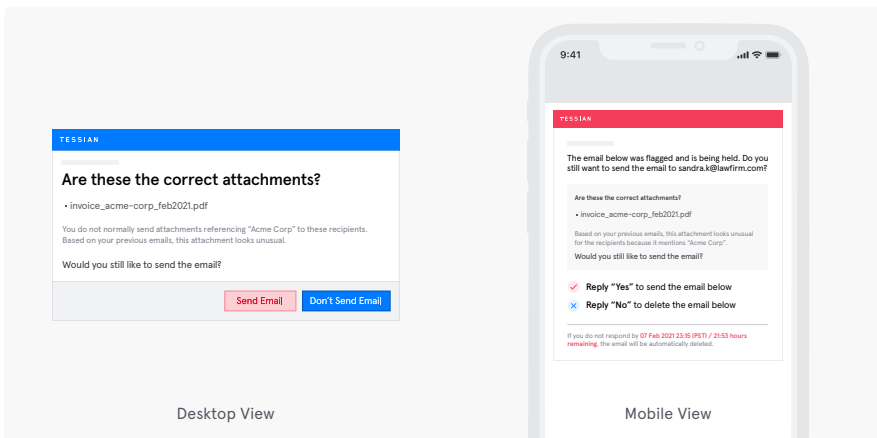 TESSIAN
Are these the correct attachments?
• invoice_acme-corp_feb2021.pdf
You do not normally send attachments referencing “Acme Corp” to these recipients.
Based on your previous emails, this attachment looks unusual.
Would you still like to send the email?
Send Email
Don’t Send Email
Desktop View
9:41
TESSIAN
The email below was flagged and is being held. Do you
still want to send the email to sandra.k@lawfirm.com?
Are these the correct attachments?
• invoice_acme-corp_feb2021.pdf
Based on your previous emails, this attachment looks unusual
for the recipients because it mentions “Acme Corp”.
Would you still like to send the email?
Reply “Yes” to send the email below
Reply “No” to delete the email below
If you do not respond by 07 Feb 2021 23:15 (PST) / 21:53 hours
remaining, the email will be automatically deleted.
Mobile View